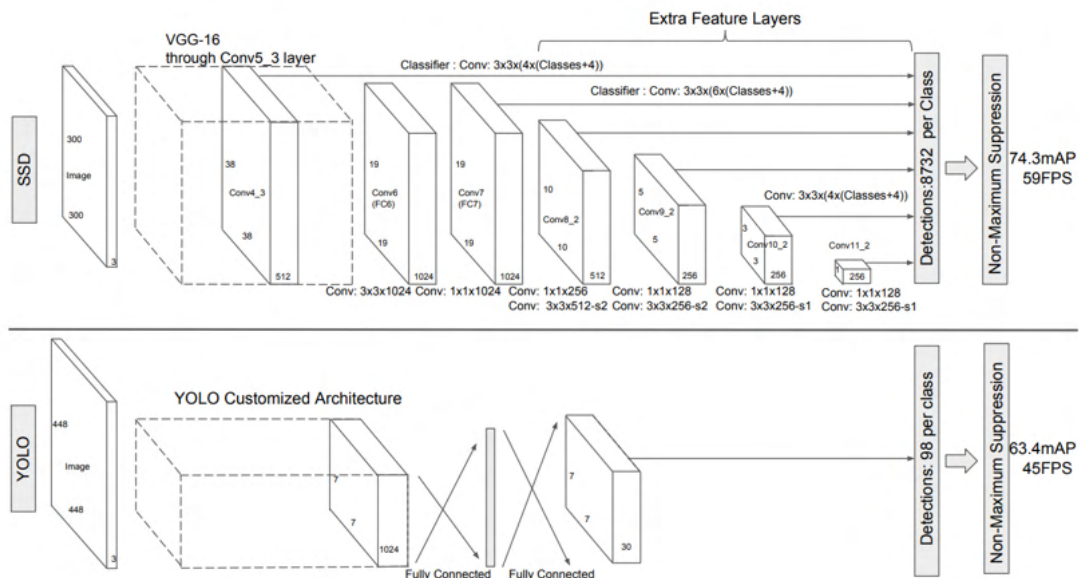 Extra Feature Layers
VGG-16
through Conv5_3 layer
Classifier : Conv: 3x3x(4x(Classes+4))
Classifier : Conv: 3x3x(6x(Classes+4))
SSD
300
Image
300
3
38
Conv4_3
38
512
19
Conv6
(FC6)
19
1024
19
Conv7
(FC7)
19
1024
10
Conv8_2
10
512
5
Conv9_2
5
256
Conv: 3x3x(4x(Classes+4))
3
Conv10_2
3
256
Conv11_2
1
256
Conv: 3x3x1024
Conv: 1x1x1024
Conv: 1x1x256
Conv: 3x3x512-s2
Conv: 1x1x128
Conv: 3x3x256-s2
Conv: 1x1x128
Conv: 3x3x256-s1
Conv: 1x1x128
Conv: 3x3x256-s1
Detections:8732 per Class
Non-Maximum Suppression
74.3mAP
59FPS
YOLO
448
Image
448
3
YOLO Customized Architecture
7
7
1024
Fully Connected
Fully Connected
7
7
30
Detections: 98 per class
Non-Maximum Suppression
63.4mAP
45FPS